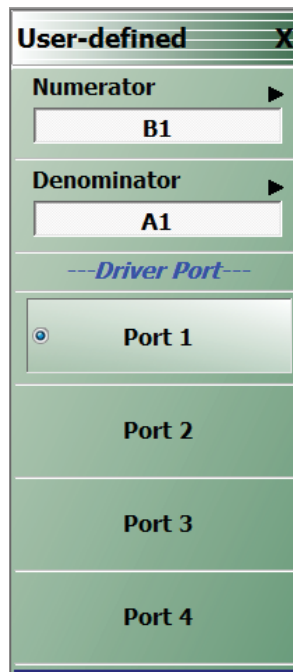 User-defined X
Numerator
B1
Denominator
A1
---Driver Port---
Port 1
Port 2
Port 3
Port 4